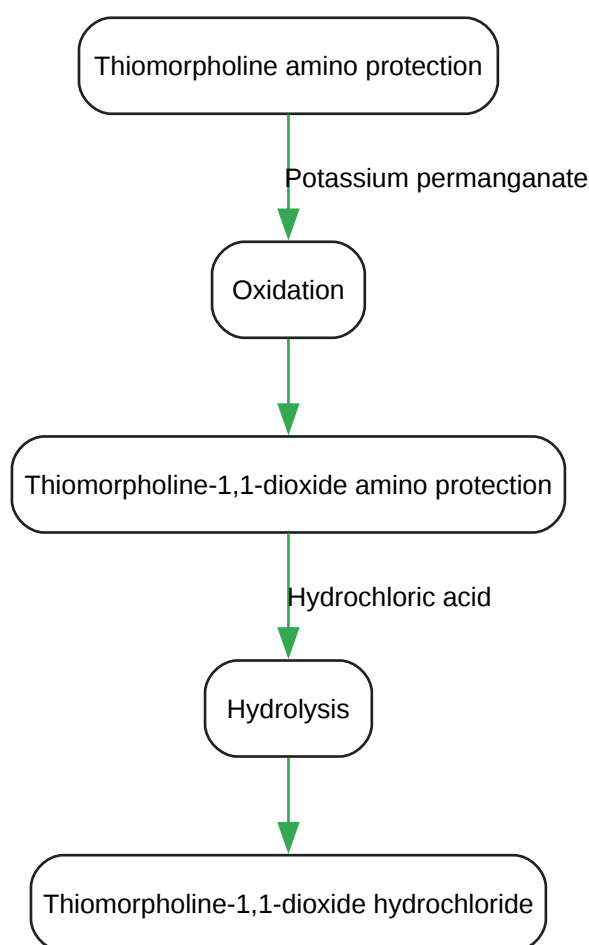 Thiomorpholine amino protection
Potassium permanganate
Oxidation
Thiomorpholine-1,1-dioxide amino protection
Hydrochloric acid
Hydrolysis
Thiomorpholine-1,1-dioxide hydrochloride